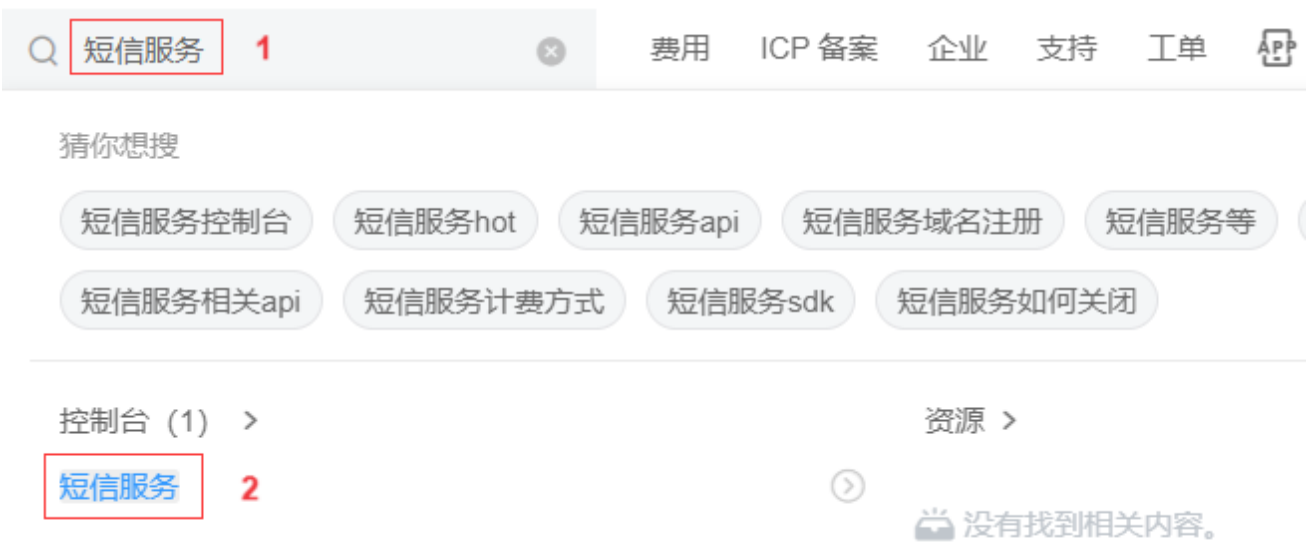 短信服务 1 费用 ICP 备案 企业 支持 工单 APP
猜你想搜
短信服务控制台 短信服务hot 短信服务api 短信服务域名注册 短信服务等
短信服务相关api 短信服务计费方式 短信服务sdk 短信服务如何关闭
控制台 (1) > 资源 >
短信服务 2
没有找到相关内容。